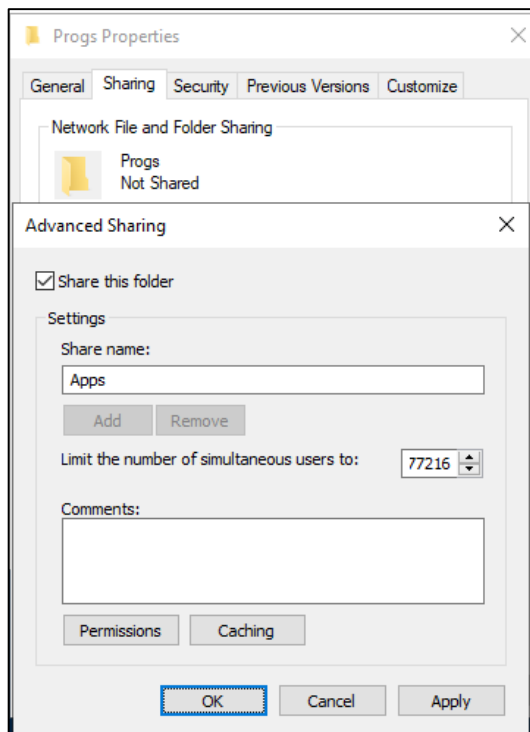 Progs Properties
General Sharing Security Previous Versions Customize
Network File and Folder Sharing
Progs
Not Shared
Advanced Sharing
Share this folder
Settings
Share name:
Apps
Add Remove
Limit the number of simultaneous users to: 77216
Comments:
Permissions Caching
OK Cancel Apply